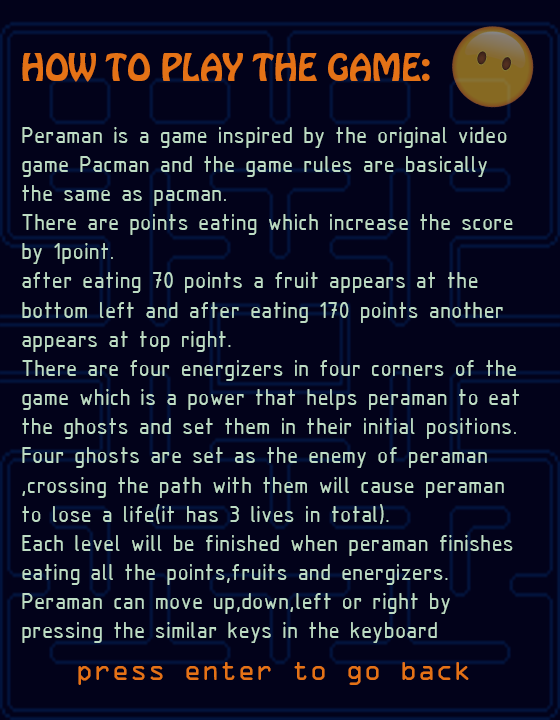 HOW TO PLAY THE GAME:
Peraman is a game inspired by the original video
game Pacman and the game rules are basically
the same as pacman.
There are points eating which increase the score
by 1point.
after eating 70 points a fruit appears at the
bottom left and after eating 170 points another
appears at top right.
There are four energizers in four corners of the
game which is a power that helps peraman to eat
the ghosts and set them in their initial positions.
Four ghosts are set as the enemy of peraman
,crossing the path with them will cause peraman
to lose a life(it has 3 lives in total).
Each level will be finished when peraman finishes
eating all the points,fruits and energizers.
Peraman can move up,down,left or right by
pressing the similar keys in the keyboard
press enter to go back